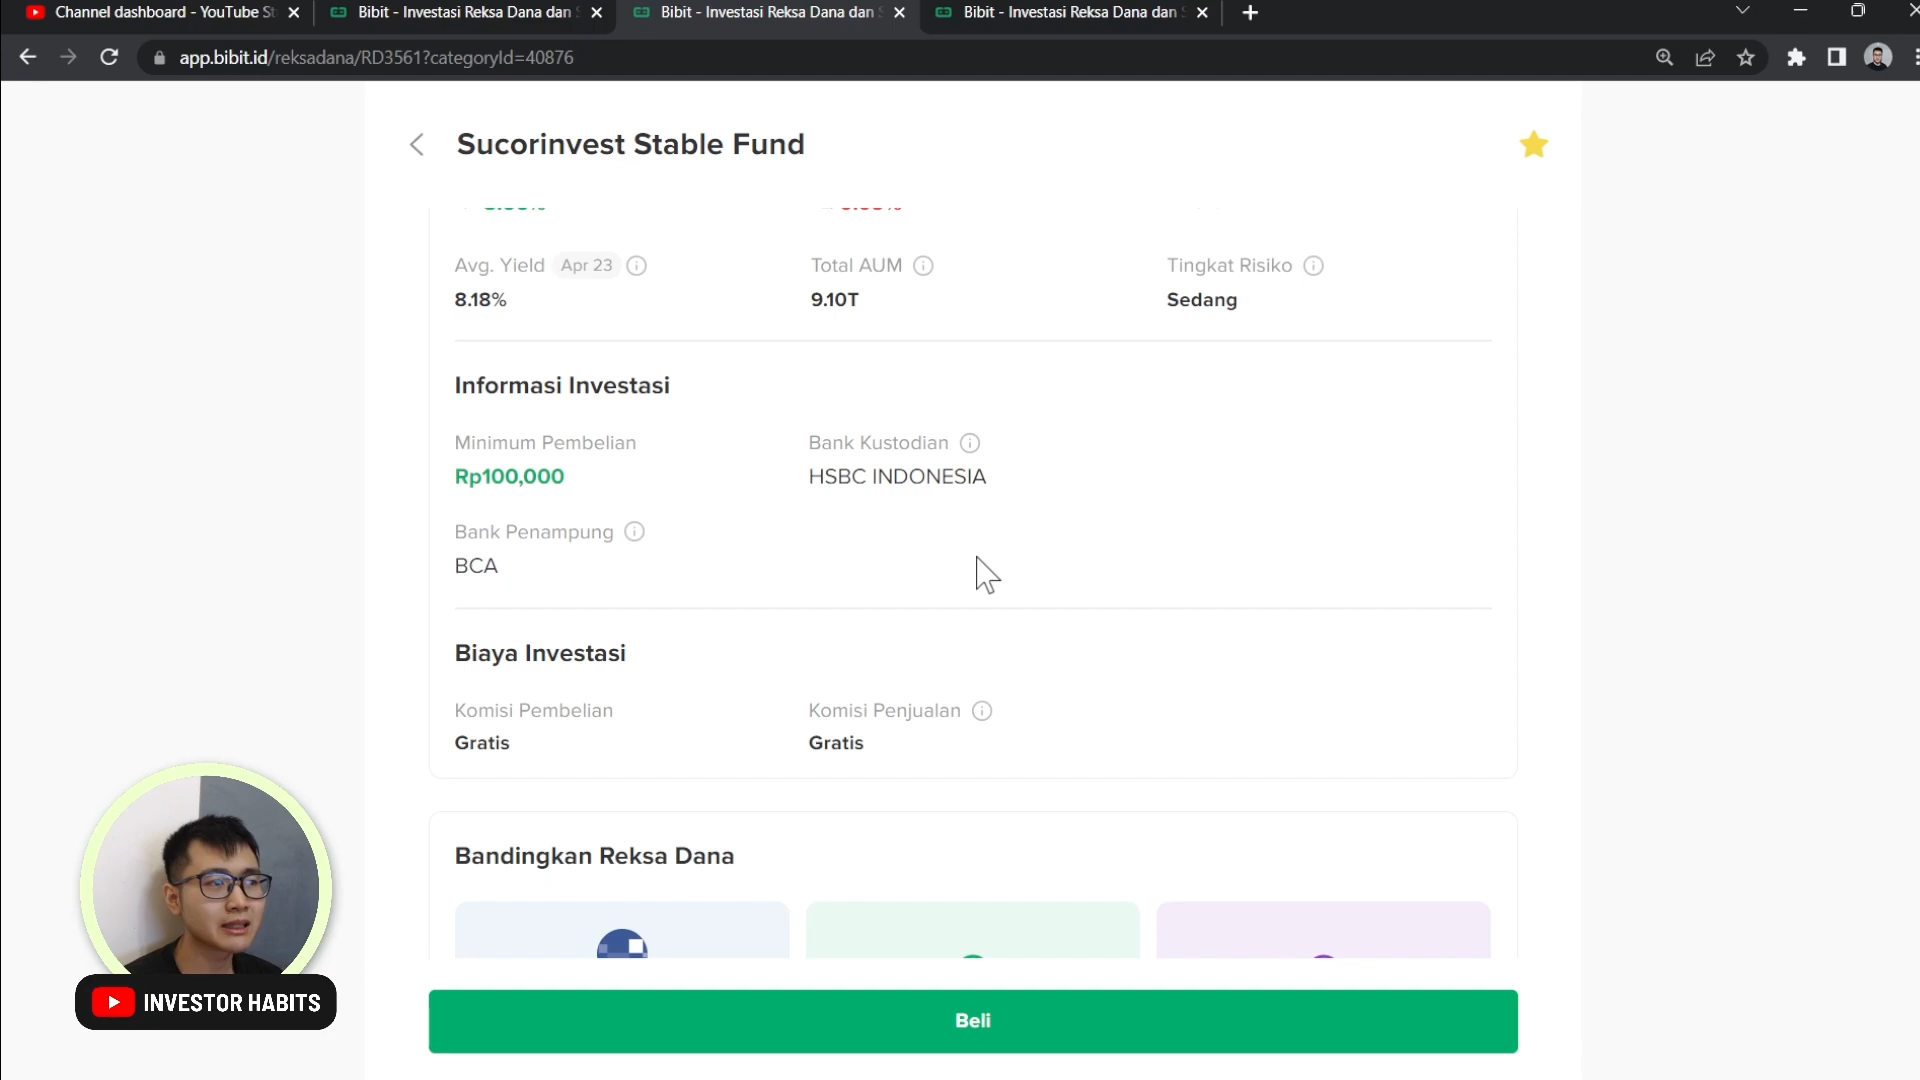 Channel dashboard - YouTube St
Bibit - Investasi Reksa Dana dan S
Bibit - Investasi Reksa Dana dan S
Bibit - Investasi Reksa Dana dan S
app.bibit.id/reksadana/RD3561?categoryId=40876
Sucorinvest Stable Fund
Avg. Yield Apr 23
Total AUM
Tingkat Risiko
8.18%
9.10T
Sedang
Informasi Investasi
Minimum Pembelian
Bank Kustodian
Rp100,000
HSBC INDONESIA
Bank Penampung
BCA
Biaya Investasi
Komisi Pembelian
Komisi Penjualan
Gratis
Gratis
Bandingkan Reksa Dana
Beli
INVESTOR HABITS